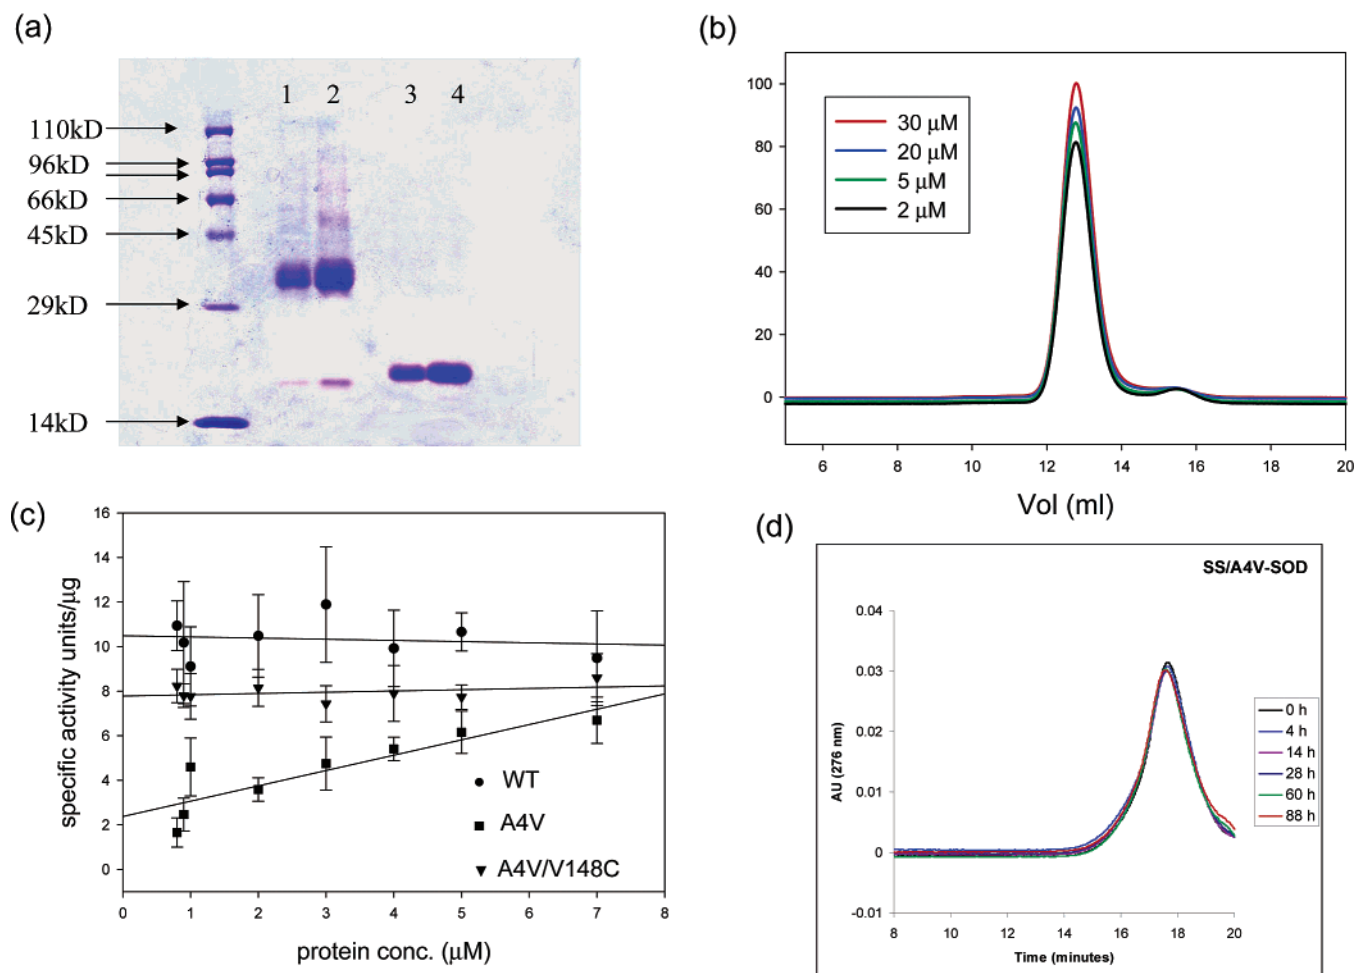 (a)
1 2 3 4
110kD
96kD
66kD
45kD
29kD
14kD
(b)
100
80
60
40
20
0
30 μM
20 μM
5 μM
2 μM
6 8 10 12 14 16 18 20
Vol (ml)
(c)
16
14
12
10
8
6
4
2
0
specific activity units/μg
WT
A4V
A4V/V148C
0 1 2 3 4 5 6 7 8
protein conc. (μM)
(d)
SS/A4V-SOD
0.04
0.03
0.02
0.01
0
-0.01
AU (276 nm)
0 h
4 h
14 h
28 h
60 h
88 h
8 10 12 14 16 18 20
Time (minutes)